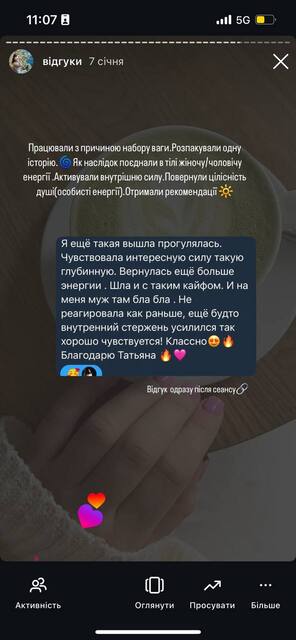 11:07
5G
62
відгуки 7 січня
Працювали з причиною набору ваги.Розпакували одну
історію.🌀Як наслідок поєднали в тілі жіночу/чоловічу
енергії .Активували внутрішню силу.Повернули цілісність
душі(особисті енергії).Отримали рекомендації🔆
Я ещё такая вышла прогулялась.
Чувствовала интересную силу такую
глубинную. Вернулась ещё больше
энергии . Шла и с таким кайфом. И на
меня муж там бла бла . Не
реагировала как раньше, ещё будто
внутренний стержень усилился так
хорошо чувствуется! Классно😍🔥
Благодарю Татьяна 🔥💜
Відгук одразу після сеансу🔗
Активність
Оглянути
Просувати
Більше